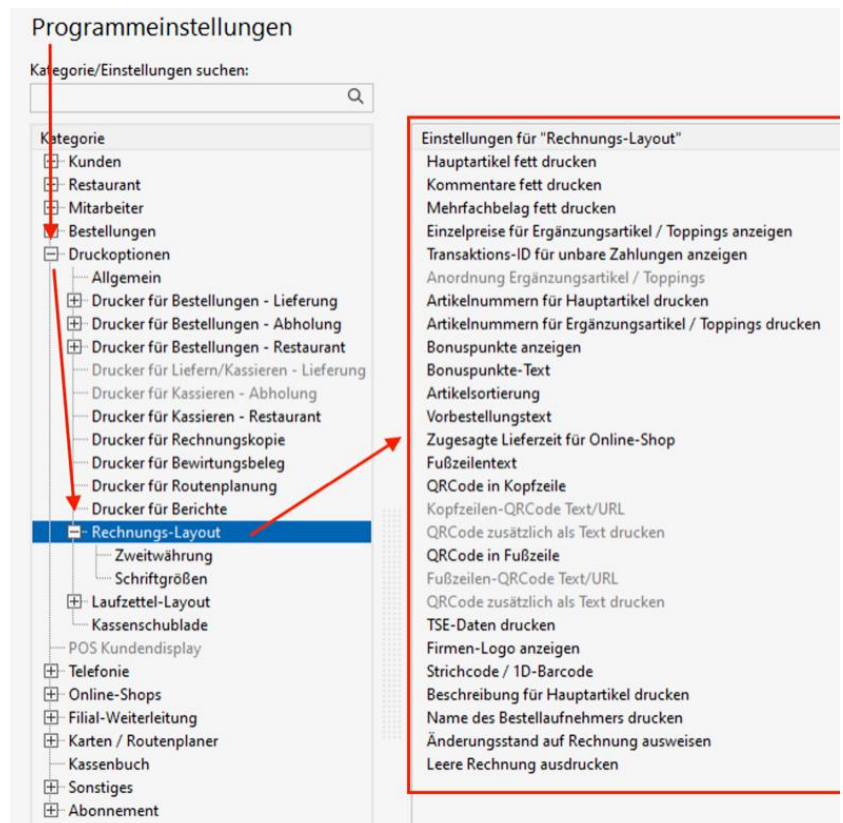 Programmeinstellungen
Kategorie/Einstellungen suchen:
Kategorie
Kunden
Restaurant
Mitarbeiter
Bestellungen
Druckoptionen
Allgemein
Drucker für Bestellungen - Lieferung
Drucker für Bestellungen - Abholung
Drucker für Bestellungen - Restaurant
Drucker für Liefern/Kassieren - Lieferung
Drucker für Kassieren - Abholung
Drucker für Kassieren - Restaurant
Drucker für Rechnungskopie
Drucker für Bewirtungsbeleg
Drucker für Routenplanung
Drucker für Berichte
Rechnungs-Layout
Zweitwährung
Schriftgrößen
Laufzettel-Layout
Kassenschublade
POS Kundendisplay
Telefonie
Online-Shops
Filial-Weiterleitung
Karten / Routenplaner
Kassenbuch
Sonstiges
Abonnement
Einstellungen für "Rechnungs-Layout"
Hauptartikel fett drucken
Kommentare fett drucken
Mehrfachbelag fett drucken
Einzelpreise für Ergänzungsartikel / Toppings anzeigen
Transaktions-ID für unbare Zahlungen anzeigen
Anordnung Ergänzungsartikel / Toppings
Artikelnummern für Hauptartikel drucken
Artikelnummern für Ergänzungsartikel / Toppings drucken
Bonuspunkte anzeigen
Bonuspunkte-Text
Artikelsortierung
Vorbestellungstext
Zugesagte Lieferzeit für Online-Shop
Fußzeilentext
QRCode in Kopfzeile
Kopfzeilen-QRCode Text/URL
QRCode zusätzlich als Text drucken
QRCode in Fußzeile
Fußzeilen-QRCode Text/URL
QRCode zusätzlich als Text drucken
TSE-Daten drucken
Firmen-Logo anzeigen
Strichcode / 1D-Barcode
Beschreibung für Hauptartikel drucken
Name des Bestellaufnehmers drucken
Änderungsstand auf Rechnung ausweisen
Leere Rechnung ausdrucken